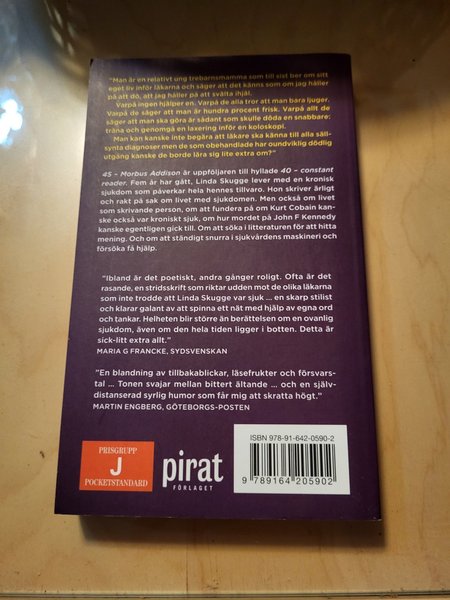 "Man är en relativt ung trebarnsmamma som till sist ber om sitt
eget liv inför läkarna och säger att det känns som om jag håller
på att dö, att jag håller på att svälta ihjäl.
Varpå ingen hjälper en. Varpå de alla tror att man bara ljuger.
Varpå de säger att man är hundra procent frisk. Varpå allt de
säger att man ska göra är sådant som skulle döda en snabbare:
träna och genomgå en laxering inför en koloskopi.
Man kan kanske inte begära att läkare ska känna till alla säll-
synta diagnoser men de som obehandlade har oundviklig dödlig
utgång kanske de borde lära sig lite extra om?"
45 – Morbus Addison är uppföljaren till hyllade 40 – constant
reader. Fem år har gått, Linda Skugge lever med en kronisk
sjukdom som påverkar hela hennes tillvaro. Hon skriver ärligt
och rakt på sak om livet med sjukdomen. Men också om livet
som skrivande person, om att fundera på om Kurt Cobain kan-
ske också var kroniskt sjuk, om hur mordet på John F Kennedy
kanske egentligen gick till. Om att söka i litteraturen för att hitta
mening. Och om att ständigt snurra i sjukvårdens maskineri och
försöka få hjälp.
"Ibland är det poetiskt, andra gånger roligt. Ofta är det
rasande, en stridsskrift som riktar udden mot de olika läkarna
som inte trodde att Linda Skugge var sjuk ... en skarp stilist
och klarar galant av att spinna ett nät med hjälp av egna ord
och tankar. Helheten blir större än berättelsen om en ovanlig
sjukdom, även om den hela tiden ligger i botten. Detta är
sick-litt extra allt."
MARIA G FRANCKE, SYDSVENSKAN
"En blandning av tillbakablickar, läsefrukter och försvars-
tal ... Tonen svajar mellan bittert ältande ... och en själv-
distanserad syrlig humor som får mig att skratta högt."
MARTIN ENGBERG, GÖTEBORGS-POSTEN
PRISGRUPP
J
POCKETSTANDARD
pirat
FÖRLAGET
ISBN 978-91-642-0590-2
9 789164 205902